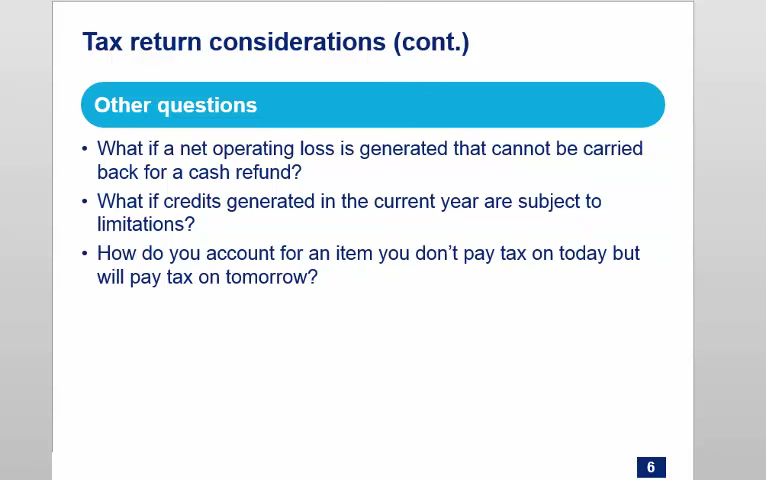 Tax return considerations (cont.)
Other questions
• What if a net operating loss is generated that cannot be carried
back for a cash refund?
• What if credits generated in the current year are subject to
limitations?
• How do you account for an item you don’t pay tax on today but
will pay tax on tomorrow?
6